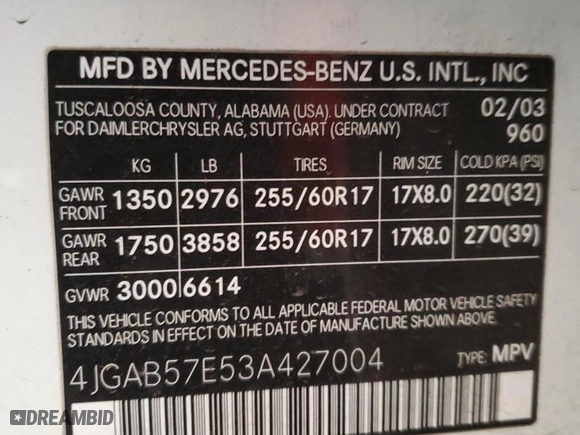 MFD BY MERCEDES-BENZ U.S. INTL., INC
TUSCALOOSA COUNTY, ALABAMA (USA). UNDER CONTRACT 02/03
FOR DAIMLERCHRYSLER AG, STUTTGART (GERMANY) 960
KG LB TIRES RIM SIZE COLD KPA (PSI)
GAWR FRONT 1350 2976 255/60R17 17X8.0 220(32)
GAWR REAR 1750 3858 255/60R17 17X8.0 270(39)
GVWR 3000 6614
THIS VEHICLE CONFORMS TO ALL APPLICABLE FEDERAL MOTOR VEHICLE SAFETY
STANDARDS IN EFFECT ON THE DATE OF MANUFACTURE SHOWN ABOVE.
4JGAB57E53A427004 TYPE: MPV
DREAMBID